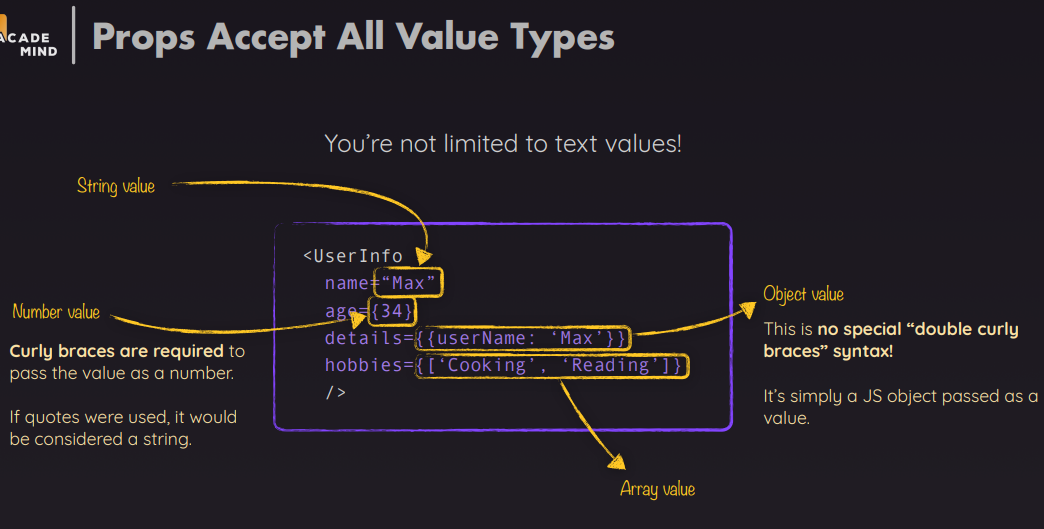 ACADE
MIND
Props Accept All Value Types
You’re not limited to text values!
String value
<UserInfo
name=“Max”
age={34}
details={{userName: ‘Max’}}
hobbies={[‘Cooking’, ‘Reading’]}
/>
Number value
Curly braces are required to
pass the value as a number.
If quotes were used, it would
be considered a string.
Object value
This is no special “double curly
braces” syntax!
It’s simply a JS object passed as a
value.
Array value